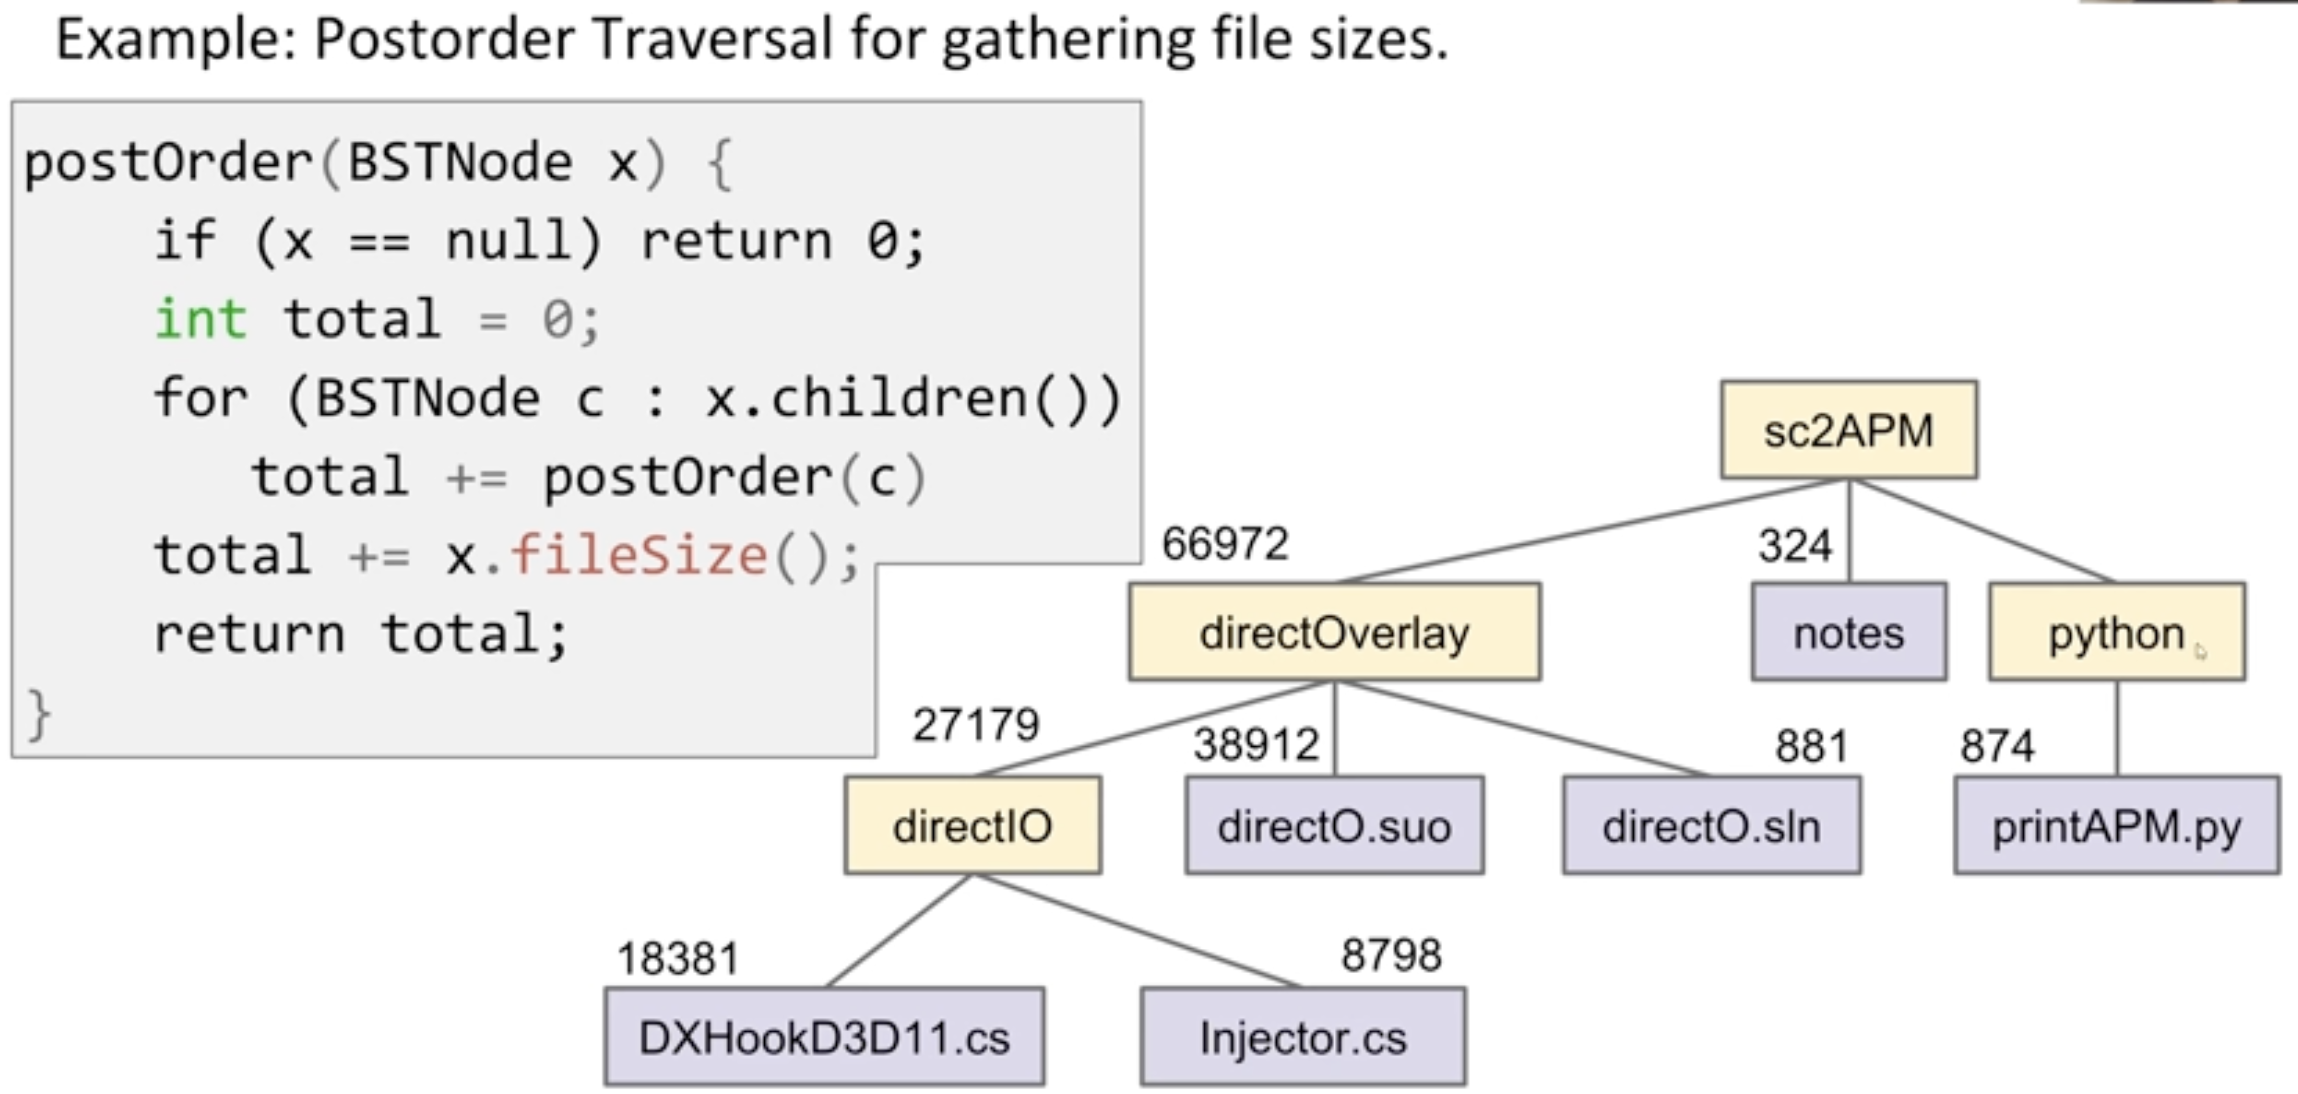 Example: Postorder Traversal for gathering file sizes.
postOrder(BSTNode x) {
    if (x == null) return 0;
    int total = 0;
    for (BSTNode c : x.children())
       total += postOrder(c)
    total += x.fileSize();
    return total;
}
sc2APM
66972
324
directOverlay
notes
python
27179
38912
881
874
directIO
directO.suo
directO.sln
printAPM.py
18381
8798
DXHookD3D11.cs
Injector.cs